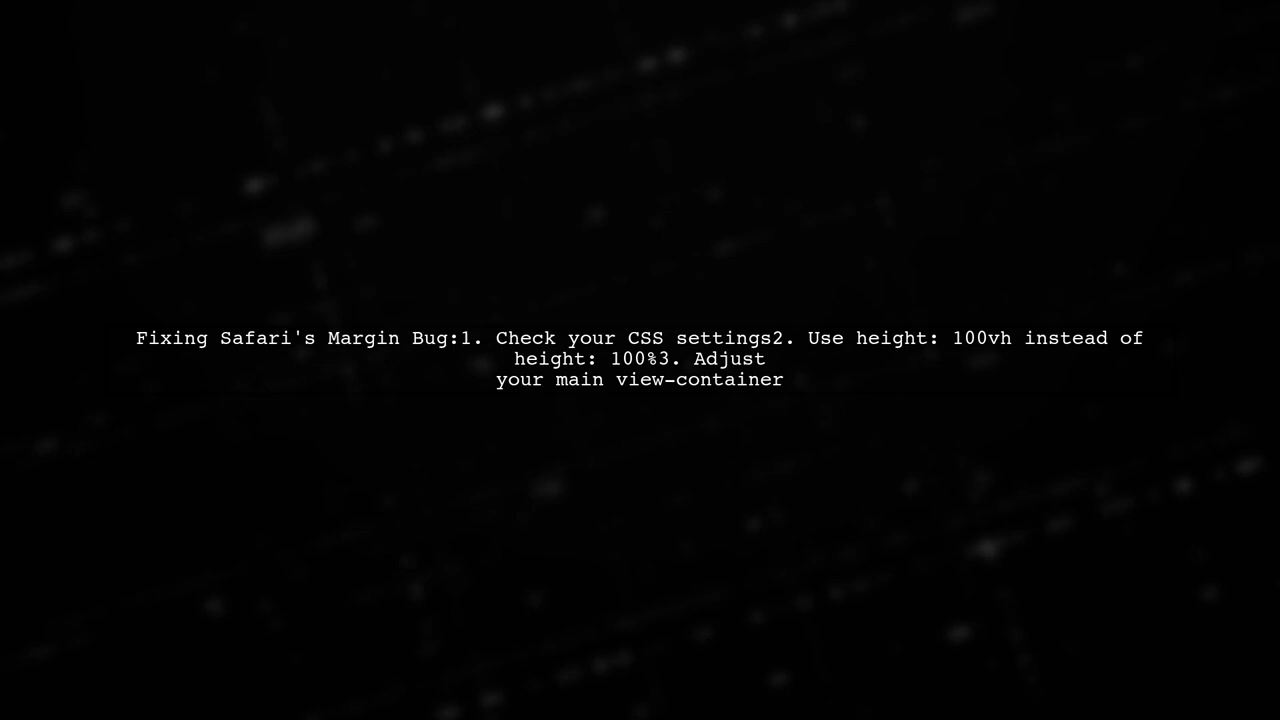 Fixing Safari's Margin Bug:1. Check your CSS settings2. Use height: 100vh instead of
height: 100%3. Adjust
your main view-container